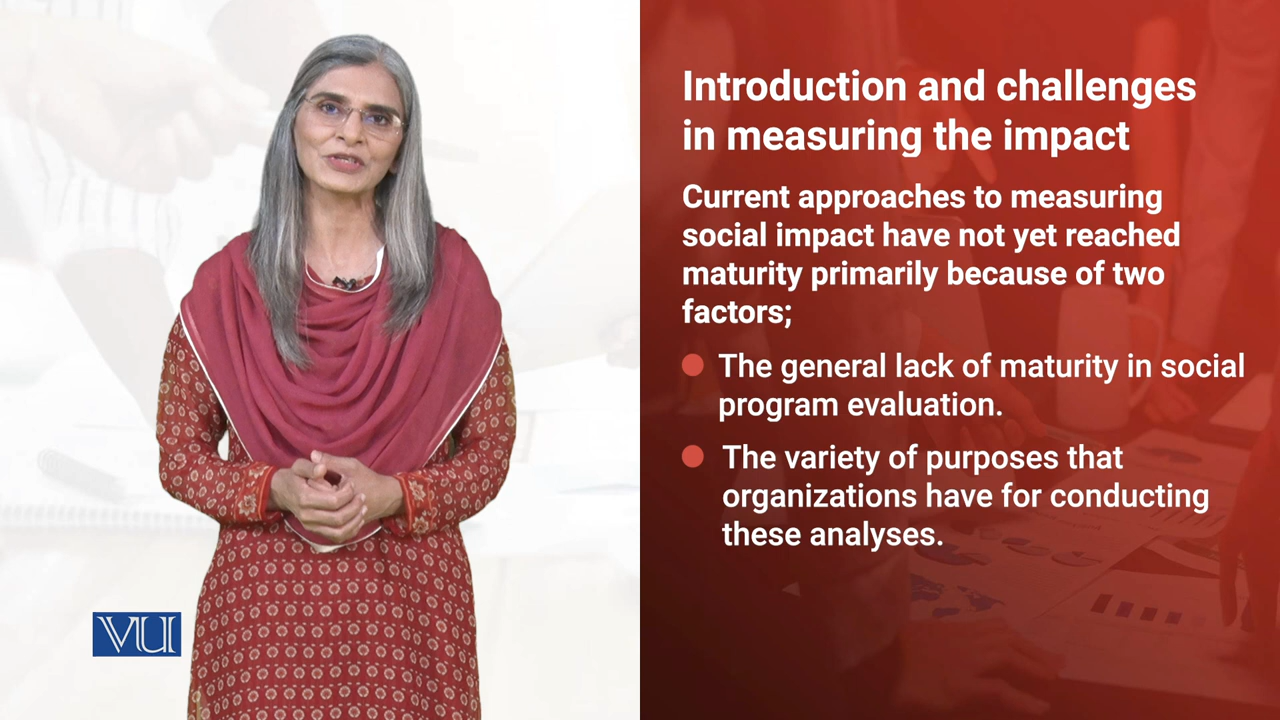 Introduction and challenges
in measuring the impact
Current approaches to measuring
social impact have not yet reached
maturity primarily because of two
factors;
The general lack of maturity in social
program evaluation.
The variety of purposes that
organizations have for conducting
these analyses.
VU